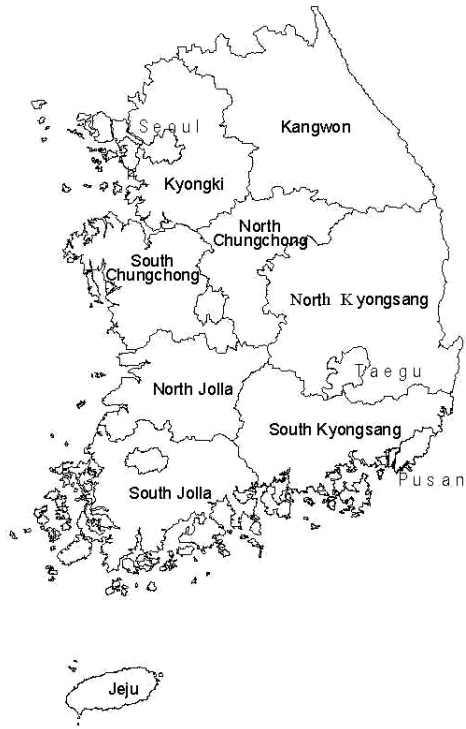 Seoul
Kangwon
Kyongki
North
Chungchong
South
Chungchong
North Kyongsang
Taegu
North Jolla
South Kyongsang
Pusan
South Jolla
Jeju